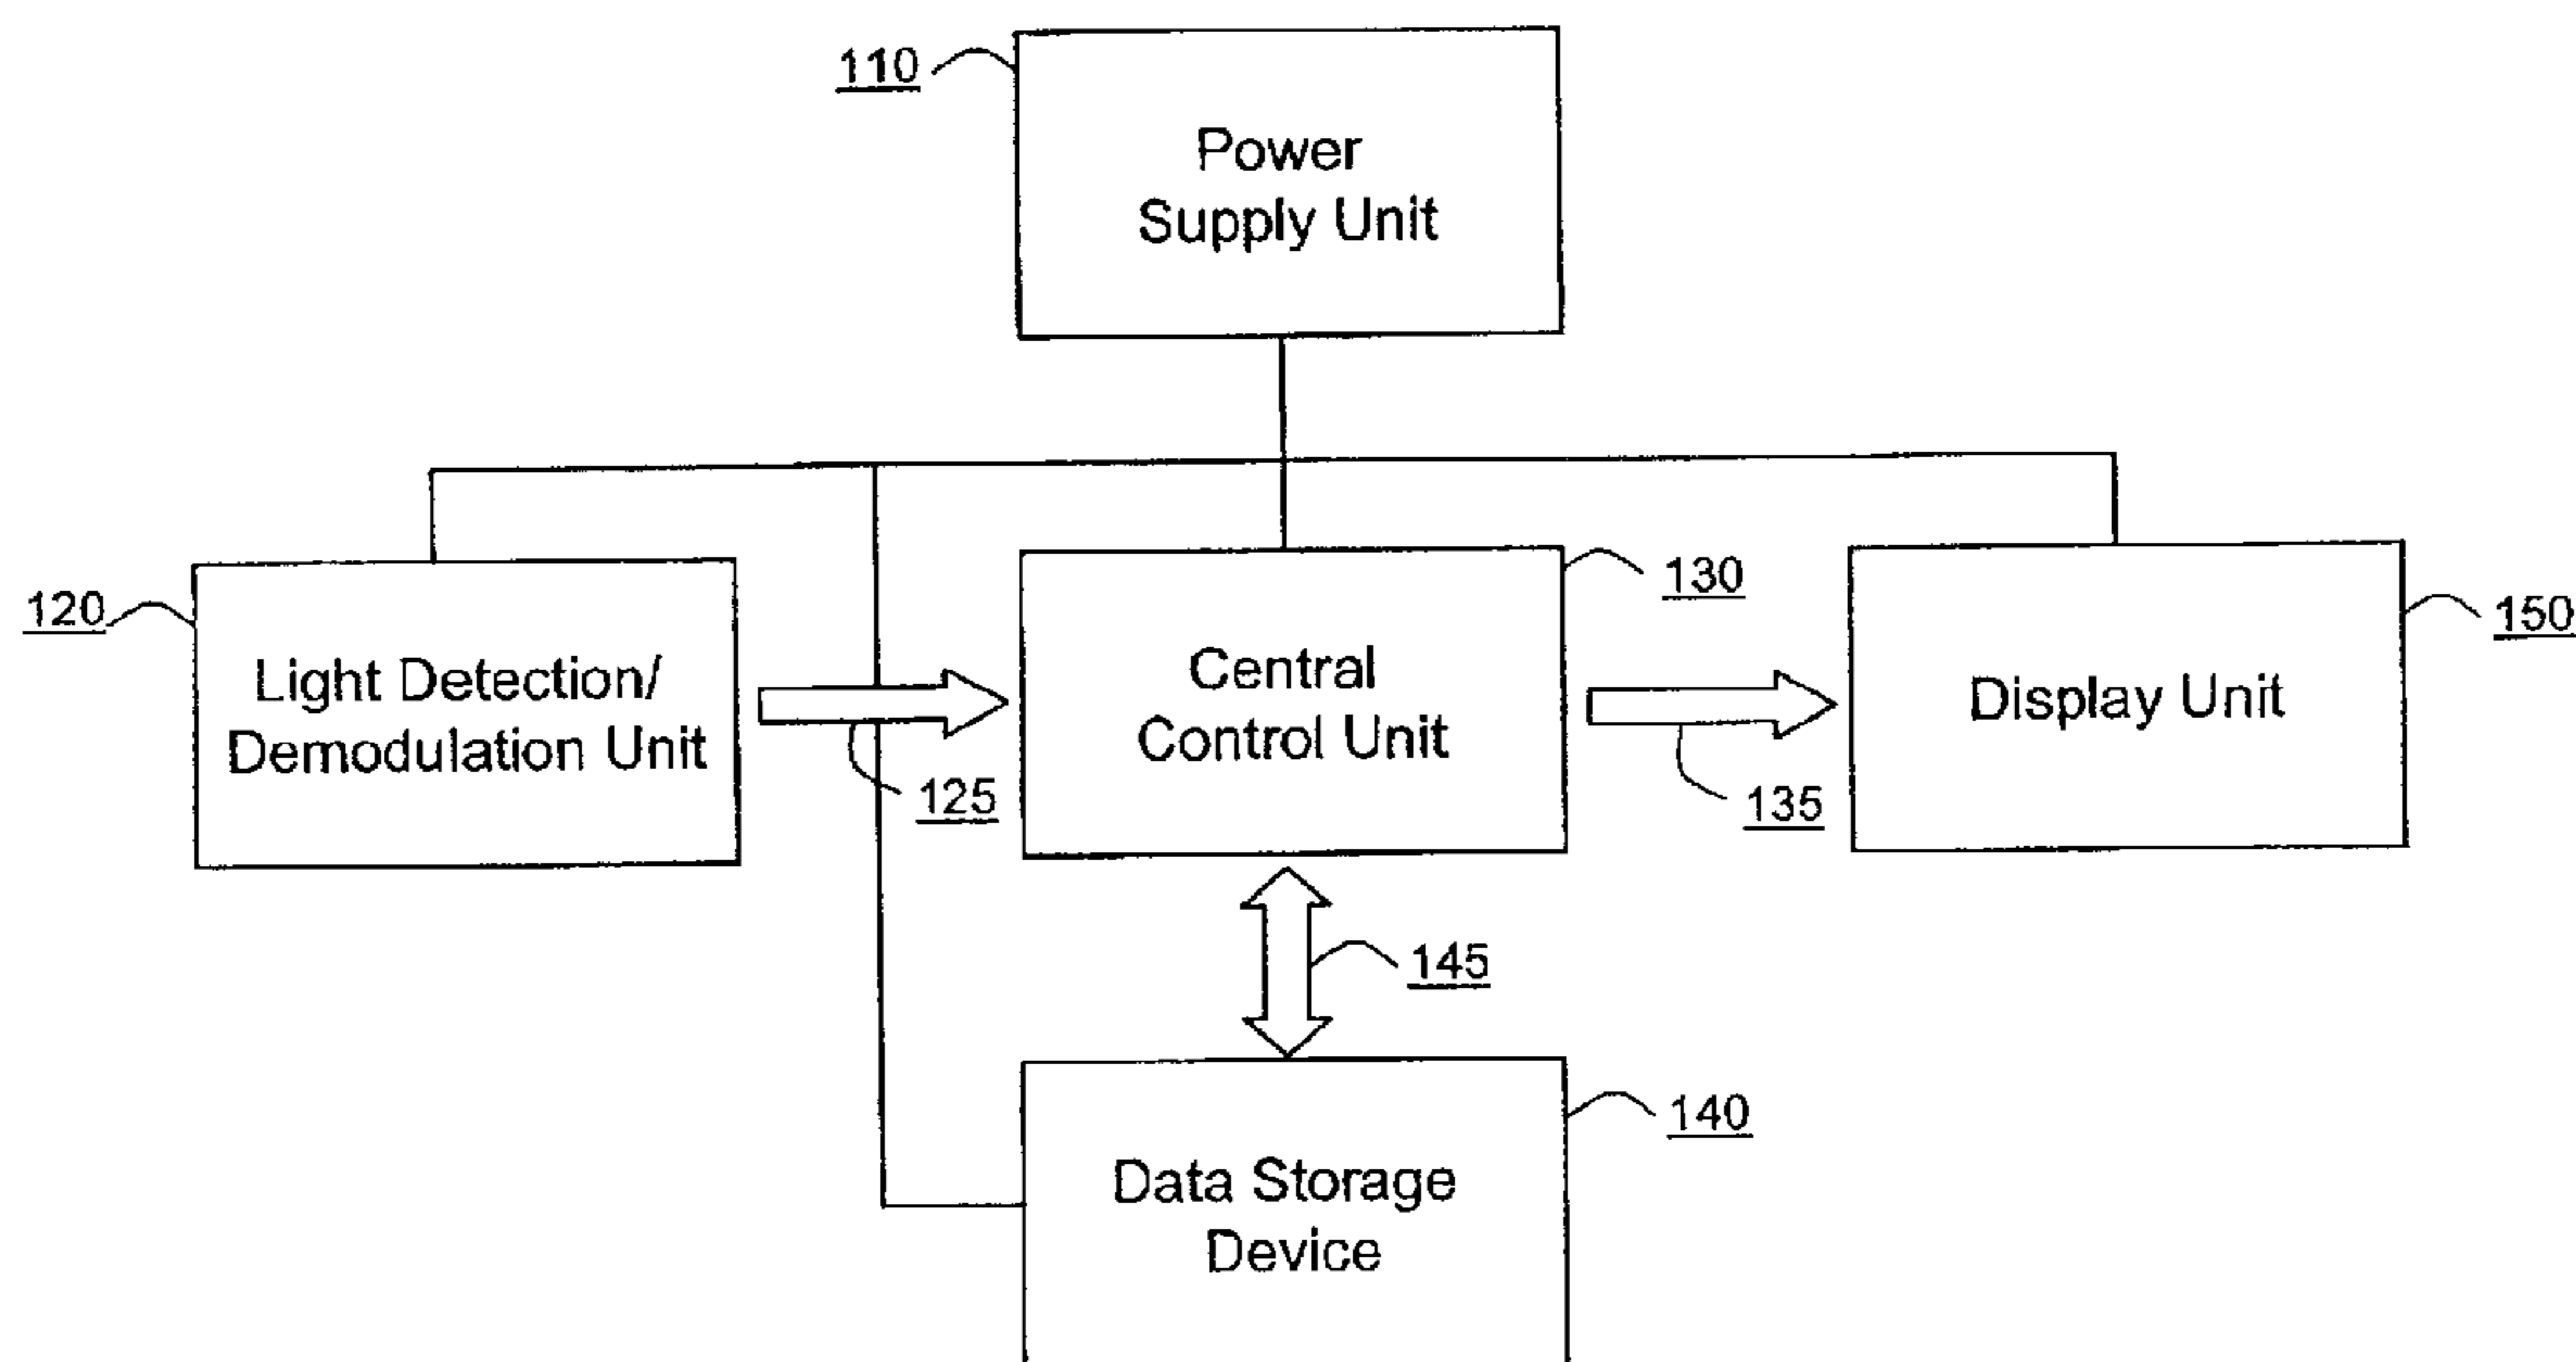 110
Power
Supply Unit
120
Light Detection/
Demodulation Unit
125
130
Central
Control Unit
135
150
Display Unit
145
140
Data Storage
Device